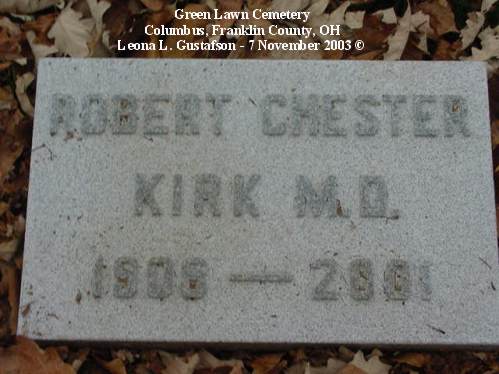 Green Lawn Cemetery
Columbus, Franklin County, OH
Leona L. Gustafson - 7 November 2003 ©
ROBERT CHESTER
KIRK M.D.
1906 — 2001